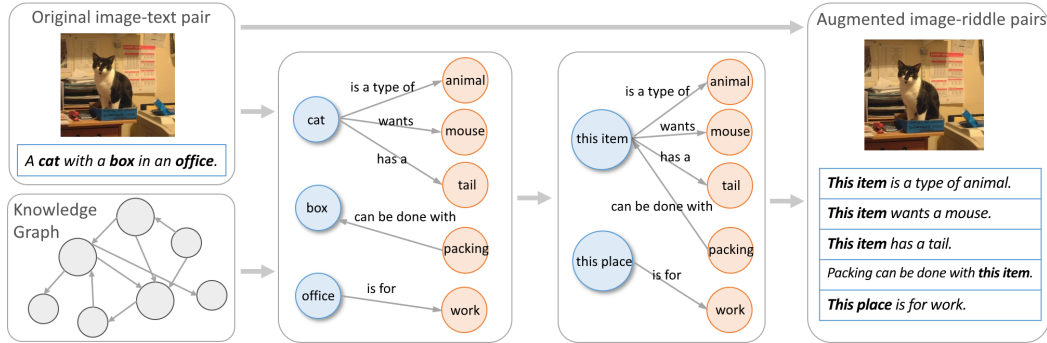 Original image-text pair
A cat with a box in an office.
Knowledge
Graph
cat
box
office
is a type of
wants
has a
can be done with
is for
animal
mouse
tail
packing
work
this item
this place
is a type of
wants
has a
can be done with
is for
animal
mouse
tail
packing
work
Augmented image-riddle pairs
This item is a type of animal.
This item wants a mouse.
This item has a tail.
Packing can be done with this item.
This place is for work.